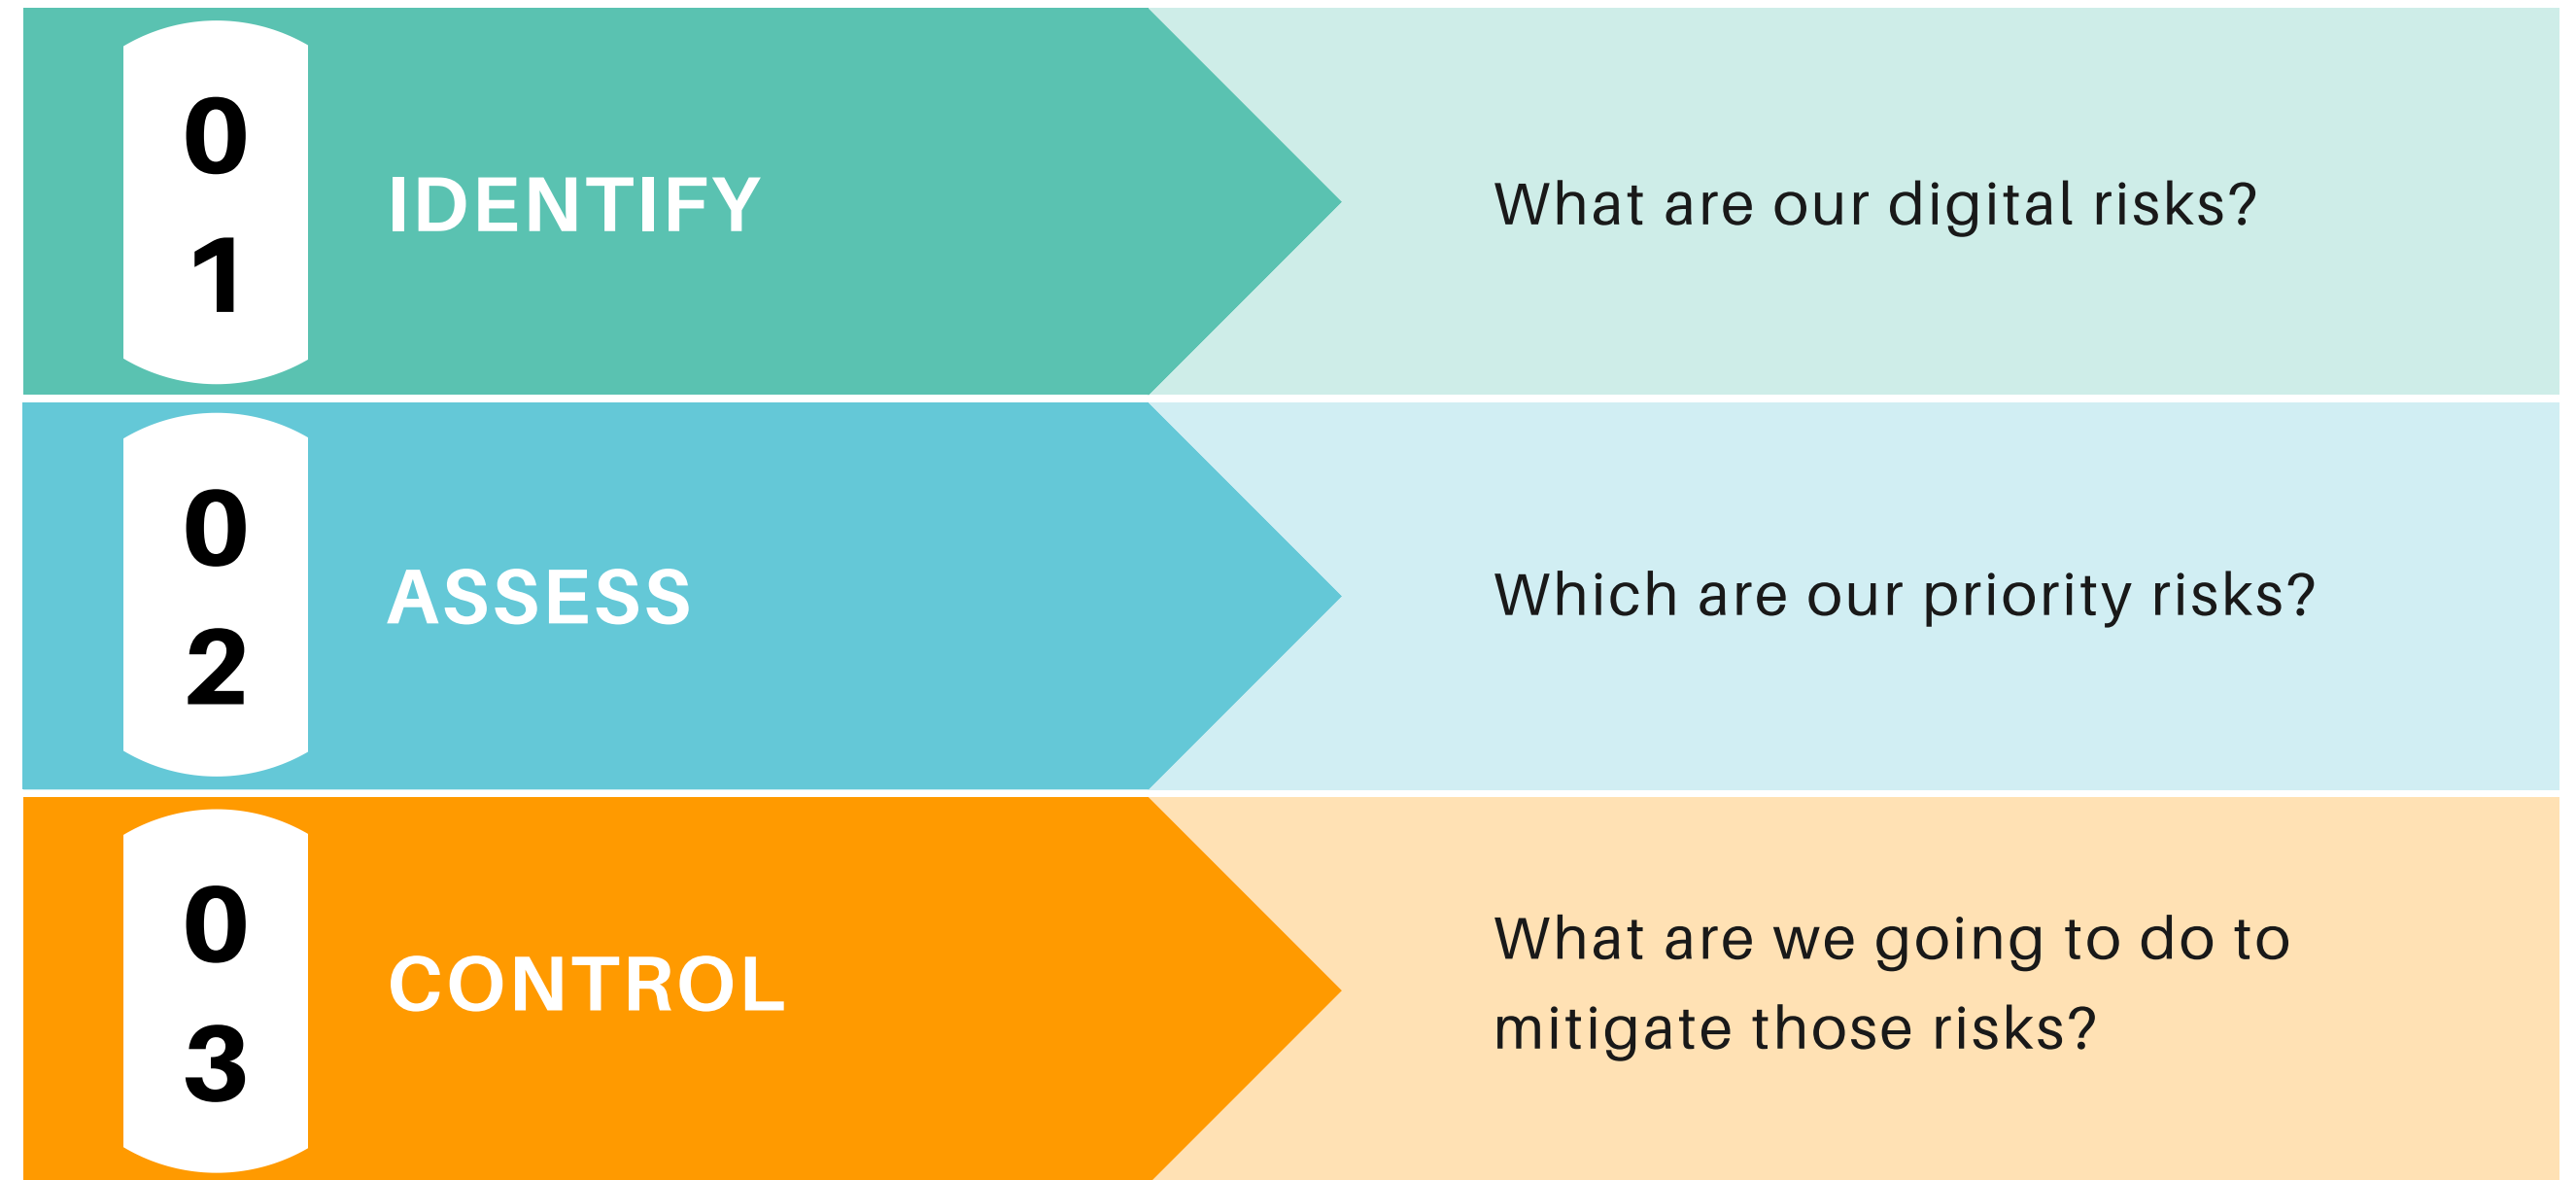 0
1
IDENTIFY
What are our digital risks?
0
2
ASSESS
Which are our priority risks?
0
3
CONTROL
What are we going to do to
mitigate those risks?